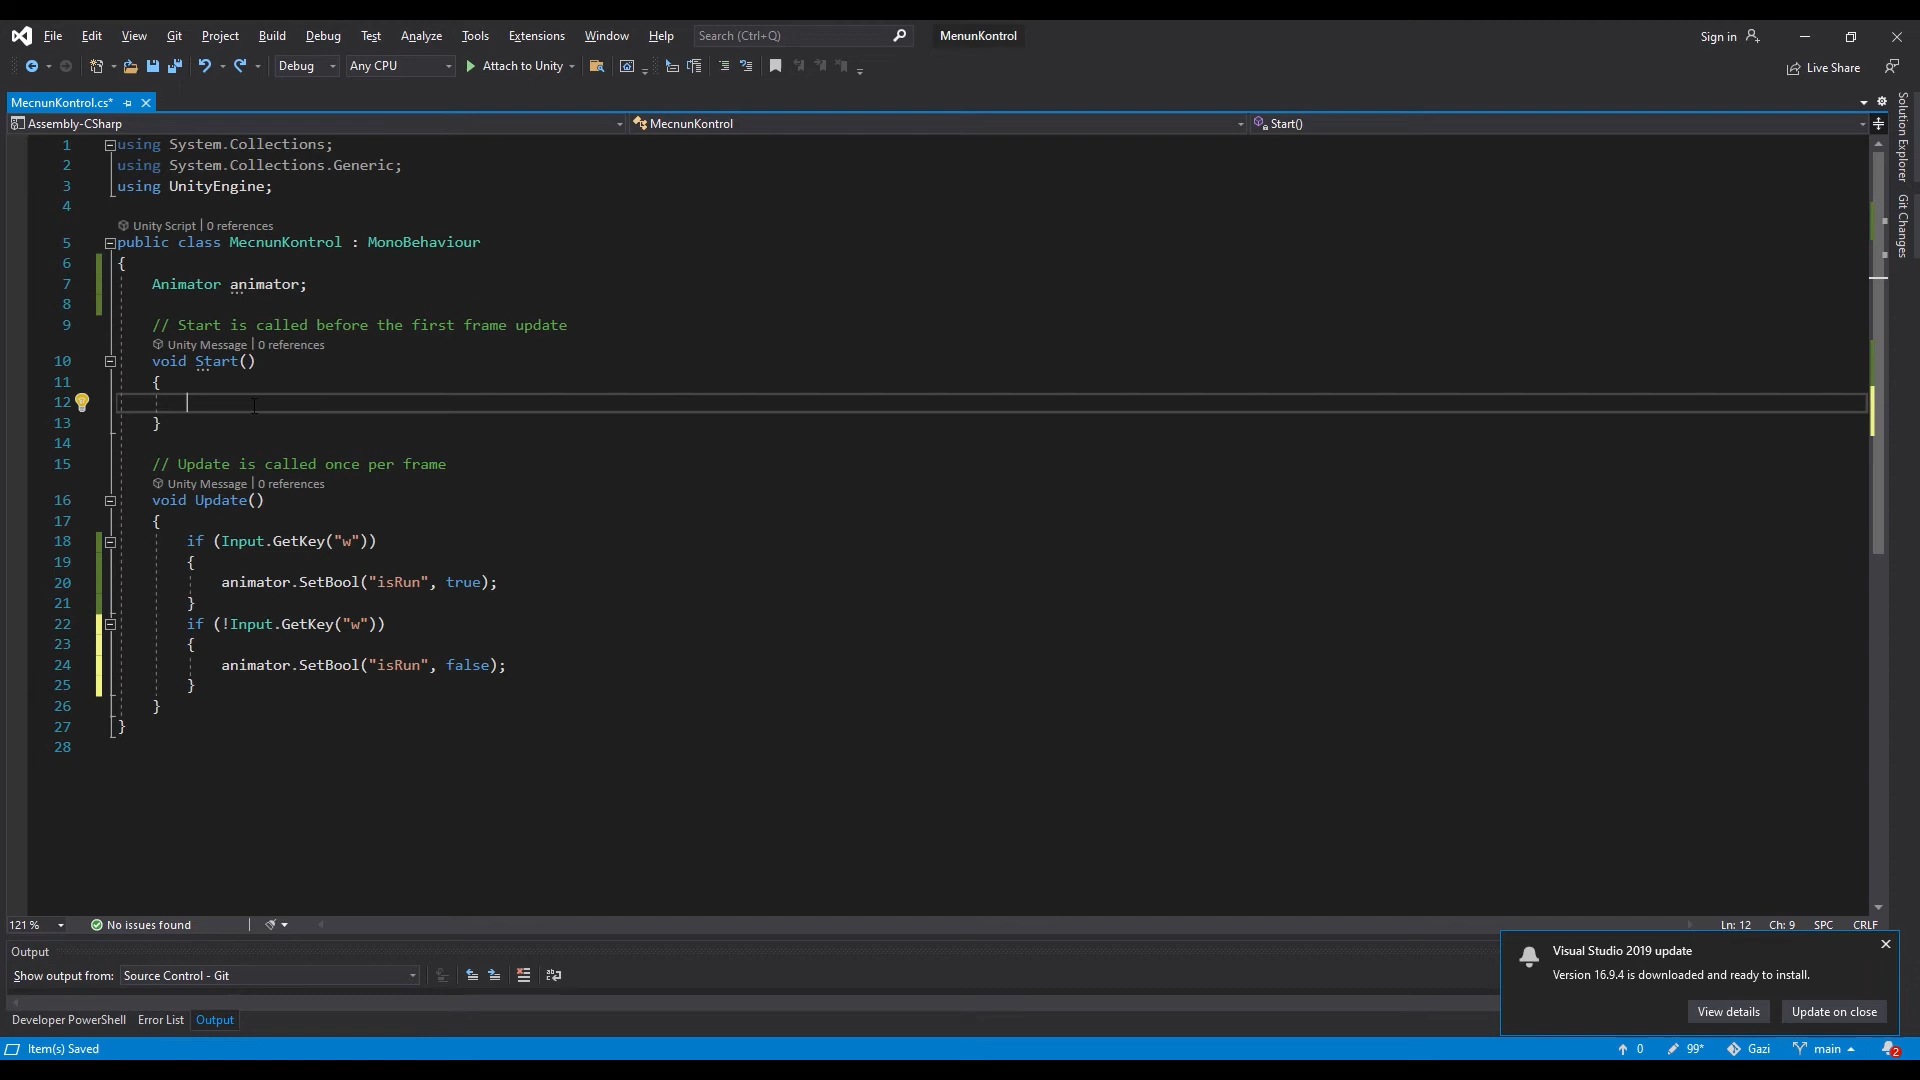 File Edit View Git Project Build Debug Test Analyze Tools Extensions Window Help Search (Ctrl+Q) MenunKontrol Sign in
Debug Any CPU Attach to Unity Live Share
MecnunKontrol.cs*
Assembly-CSharp MecnunKontrol Start()
1 using System.Collections;
2 using System.Collections.Generic;
3 using UnityEngine;
4
Unity Script | 0 references
5 public class MecnunKontrol : MonoBehaviour
6 {
7 Animator animator;
8
9 // Start is called before the first frame update
Unity Message | 0 references
10 void Start()
11 {
12
13 }
14
15 // Update is called once per frame
Unity Message | 0 references
16 void Update()
17 {
18 if (Input.GetKey("w"))
19 {
20 animator.SetBool("isRun", true);
21 }
22 if (!Input.GetKey("w"))
23 {
24 animator.SetBool("isRun", false);
25 }
26 }
27 }
28
Solution Explorer
Git Changes
121 % No issues found Ln: 12 Ch: 9 SPC CRLF
Output
Show output from: Source Control - Git
Visual Studio 2019 update
Version 16.9.4 is downloaded and ready to install.
View details Update on close
Developer PowerShell Error List Output
Item(s) Saved 0 99* Gazi main 2